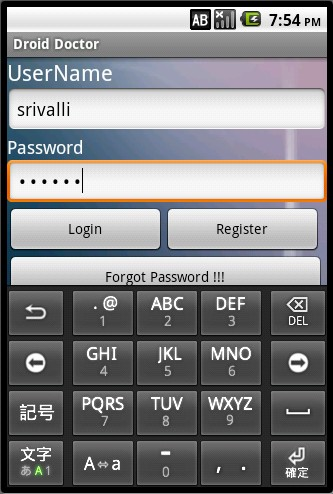 AB 7:54 PM
Droid Doctor
UserName
srivalli
Password
••••••
Login Register
Forgot Password !!!
. @ ABC DEF DEL
1 2 3
GHI JKL MNO
4 5 6
記号 PQRS TUV WXYZ
7 8 9
文字 A⇔a - , . 確定
あA1 0